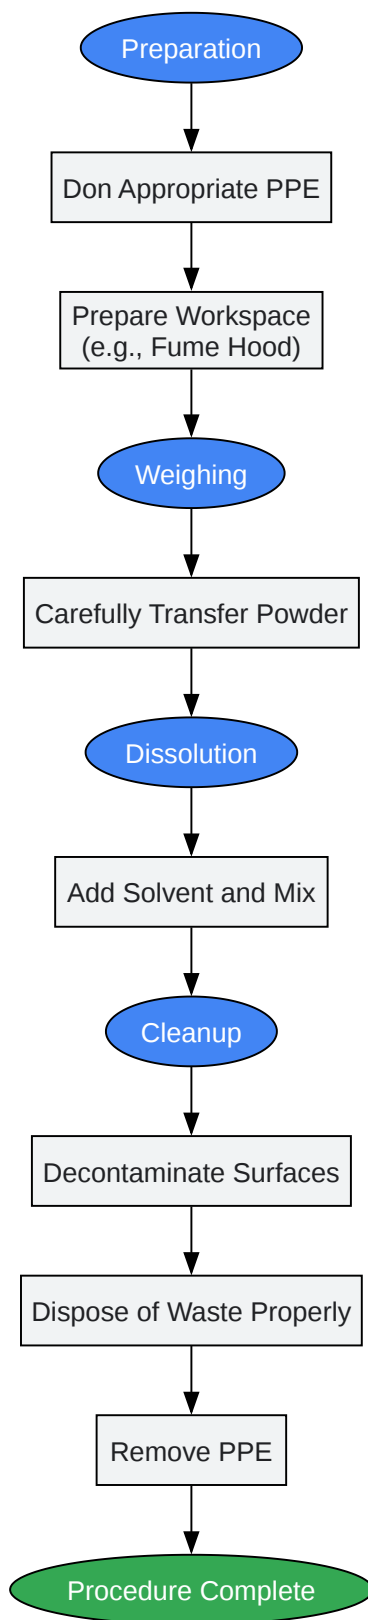 Preparation
Don Appropriate PPE
Prepare Workspace
(e.g., Fume Hood)
Weighing
Carefully Transfer Powder
Dissolution
Add Solvent and Mix
Cleanup
Decontaminate Surfaces
Dispose of Waste Properly
Remove PPE
Procedure Complete